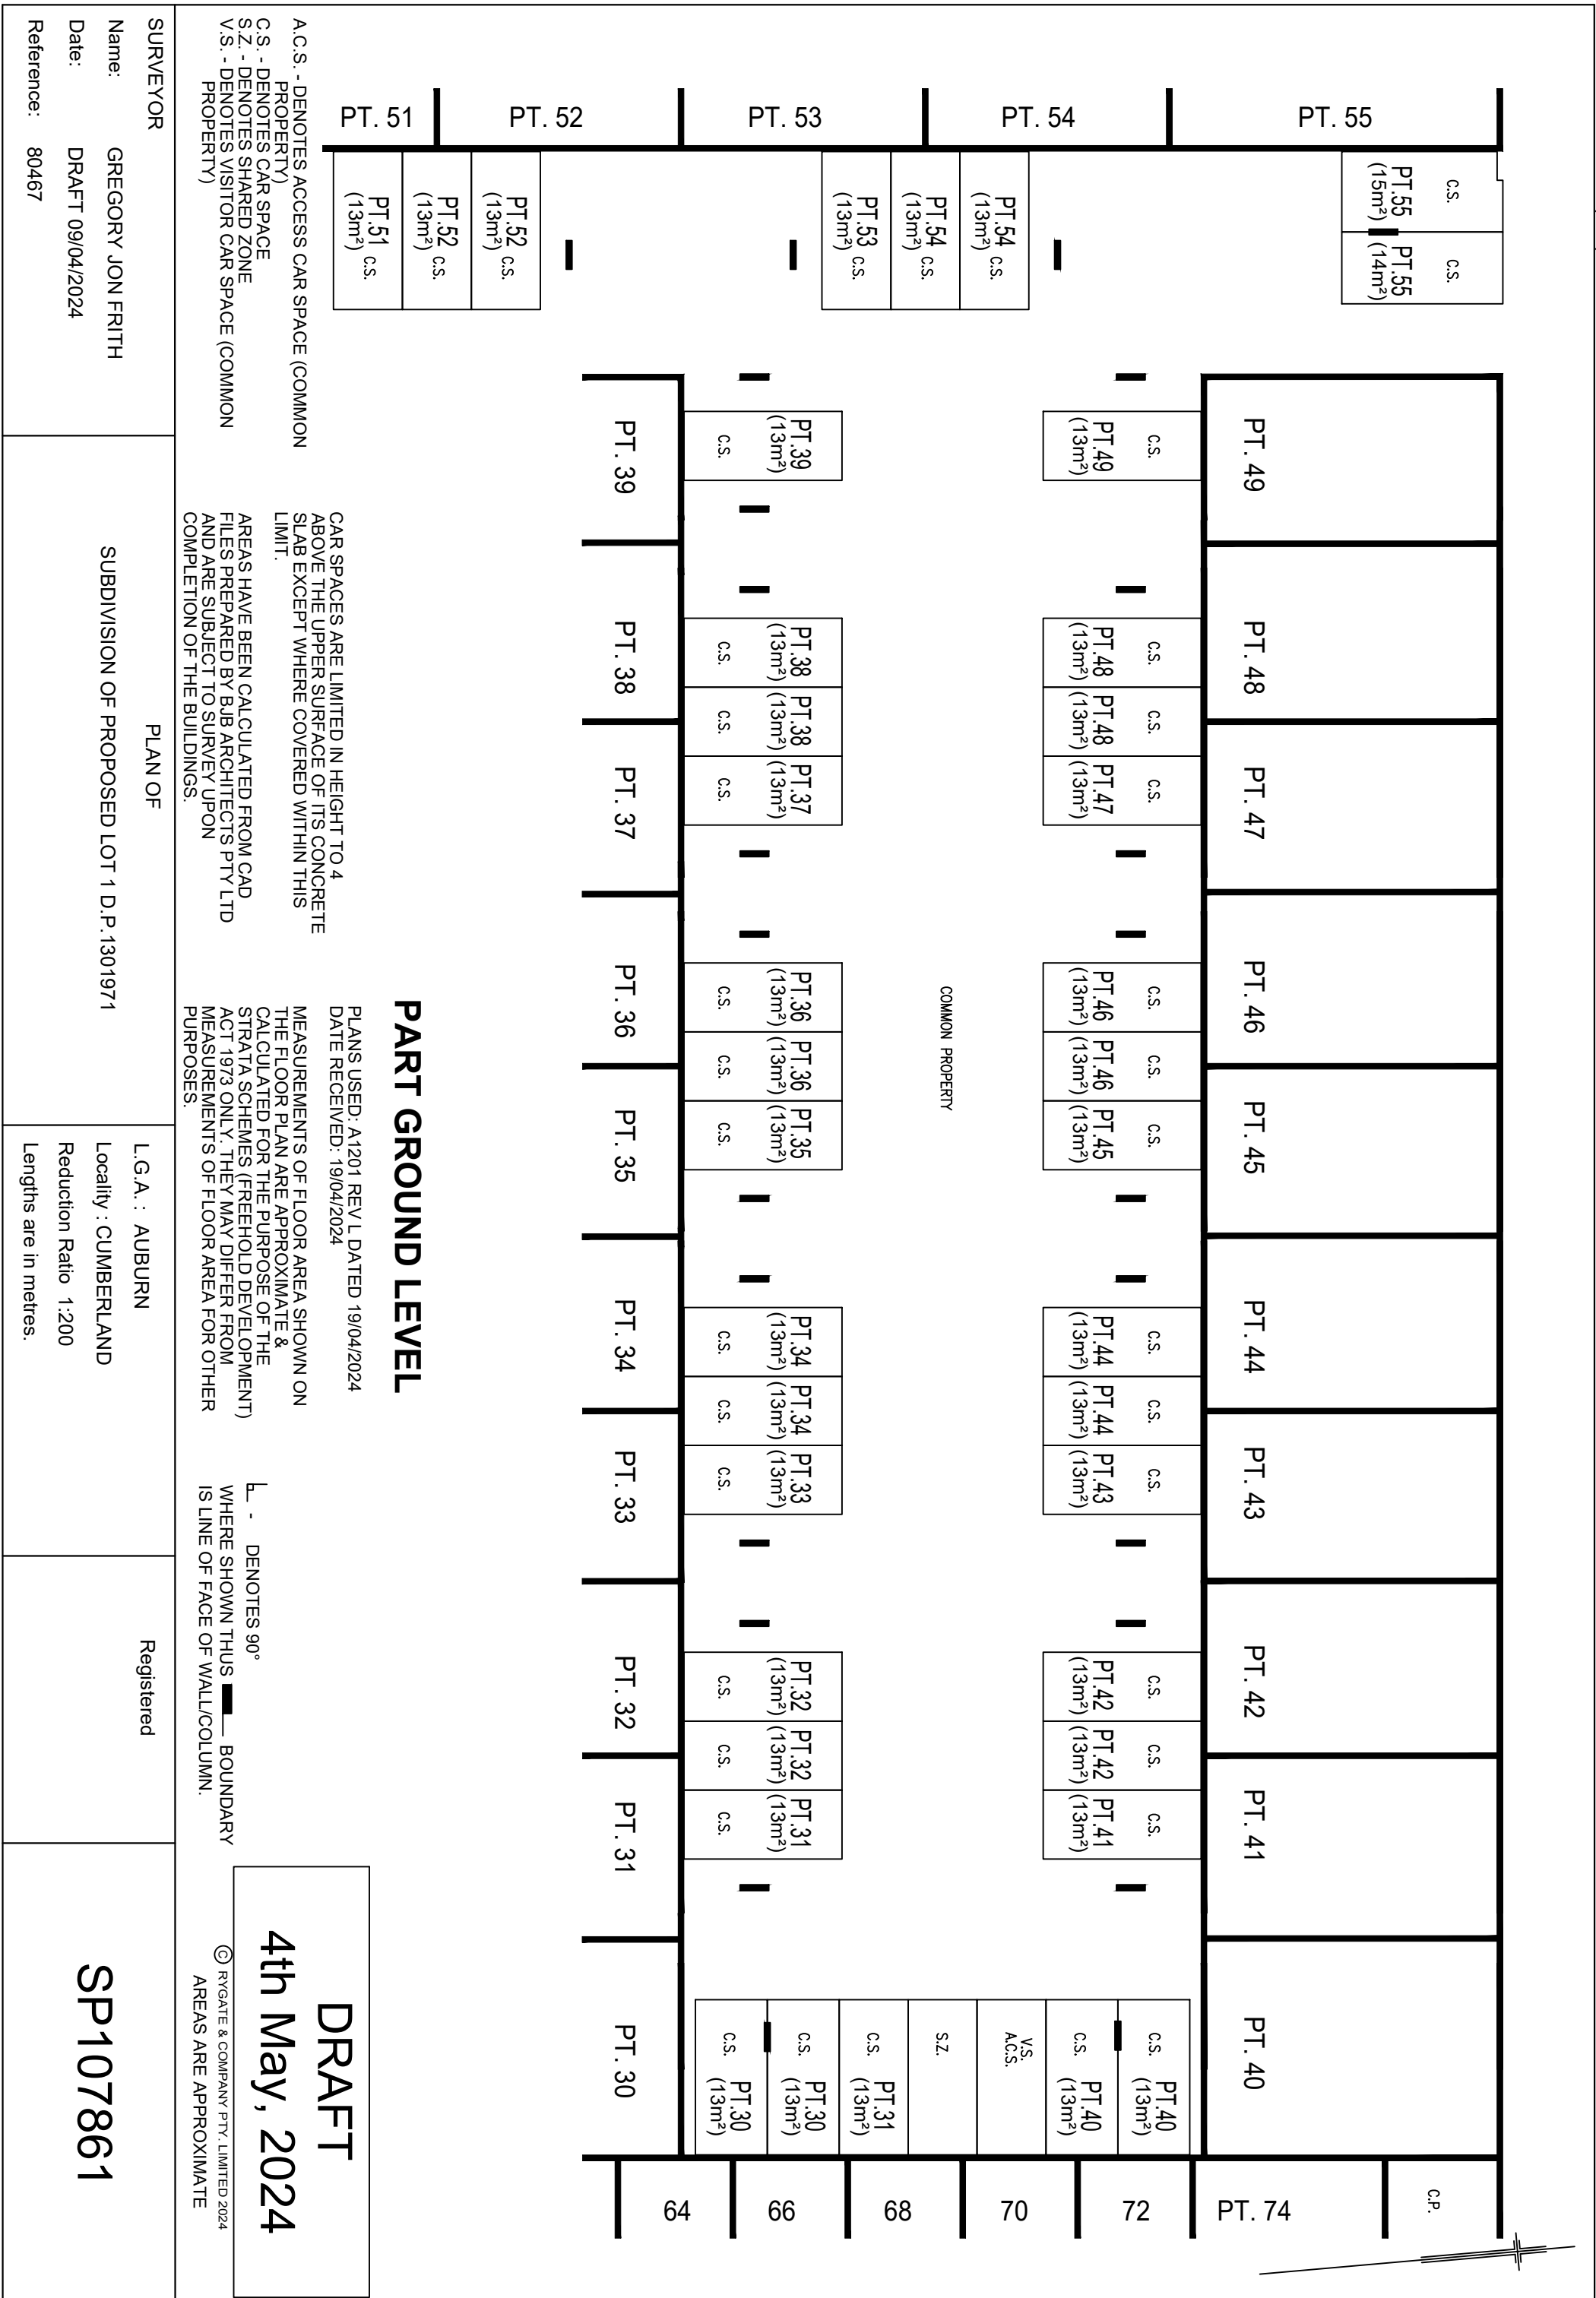 PT. 51
PT. 52
PT. 53
PT. 54
PT. 55
PT.51
(13m²)
C.S.
PT.52
(13m²)
C.S.
PT.52
(13m²)
C.S.
PT.53
(13m²)
C.S.
PT.54
(13m²)
C.S.
PT.54
(13m²)
C.S.
C.S.
PT.55
(15m²)
C.S.
PT.55
(14m²)
PT. 49
PT. 48
PT. 47
PT. 46
PT. 45
PT. 44
PT. 43
PT. 42
PT. 41
PT. 40
C.S.
PT.49
(13m²)
C.S.
PT.48
(13m²)
C.S.
PT.48
(13m²)
C.S.
PT.47
(13m²)
C.S.
PT.46
(13m²)
C.S.
PT.46
(13m²)
C.S.
PT.45
(13m²)
C.S.
PT.44
(13m²)
C.S.
PT.44
(13m²)
C.S.
PT.43
(13m²)
C.S.
PT.42
(13m²)
C.S.
PT.42
(13m²)
C.S.
PT.41
(13m²)
COMMON PROPERTY
PT.39
(13m²)
C.S.
PT.38
(13m²)
C.S.
PT.38
(13m²)
C.S.
PT.37
(13m²)
C.S.
PT.36
(13m²)
C.S.
PT.36
(13m²)
C.S.
PT.35
(13m²)
C.S.
PT.34
(13m²)
C.S.
PT.34
(13m²)
C.S.
PT.33
(13m²)
C.S.
PT.32
(13m²)
C.S.
PT.32
(13m²)
C.S.
PT.31
(13m²)
C.S.
PT. 39
PT. 38
PT. 37
PT. 36
PT. 35
PT. 34
PT. 33
PT. 32
PT. 31
PT. 30
C.S.
PT.40
(13m²)
C.S.
PT.40
(13m²)
V.S.
A.C.S.
S.Z.
C.S.
PT.31
(13m²)
C.S.
PT.30
(13m²)
C.S.
PT.30
(13m²)
C.P.
PT. 74
72
70
68
66
64
PART GROUND LEVEL
A.C.S. - DENOTES ACCESS CAR SPACE (COMMON
PROPERTY)
C.S. - DENOTES CAR SPACE
S.Z. - DENOTES SHARED ZONE
V.S. - DENOTES VISITOR CAR SPACE (COMMON
PROPERTY)
CAR SPACES ARE LIMITED IN HEIGHT TO 4
ABOVE THE UPPER SURFACE OF ITS CONCRETE
SLAB EXCEPT WHERE COVERED WITHIN THIS
LIMIT.
AREAS HAVE BEEN CALCULATED FROM CAD
FILES PREPARED BY BJB ARCHITECTS PTY LTD
AND ARE SUBJECT TO SURVEY UPON
COMPLETION OF THE BUILDINGS.
PLANS USED: A1201 REV L DATED 19/04/2024
DATE RECEIVED: 19/04/2024
MEASUREMENTS OF FLOOR AREA SHOWN ON
THE FLOOR PLAN ARE APPROXIMATE &
CALCULATED FOR THE PURPOSE OF THE
STRATA SCHEMES (FREEHOLD DEVELOPMENT)
ACT 1973 ONLY. THEY MAY DIFFER FROM
MEASUREMENTS OF FLOOR AREA FOR OTHER
PURPOSES.
- DENOTES 90°
WHERE SHOWN THUS BOUNDARY
IS LINE OF FACE OF WALL/COLUMN.
DRAFT
4th May, 2024
© RYGATE & COMPANY PTY. LIMITED 2024
AREAS ARE APPROXIMATE
SURVEYOR
Name: GREGORY JON FRITH
Date: DRAFT 09/04/2024
Reference: 80467
PLAN OF
SUBDIVISION OF PROPOSED LOT 1 D.P.1301971
L.G.A. : AUBURN
Locality : CUMBERLAND
Reduction Ratio 1:200
Lengths are in metres.
Registered
SP107861